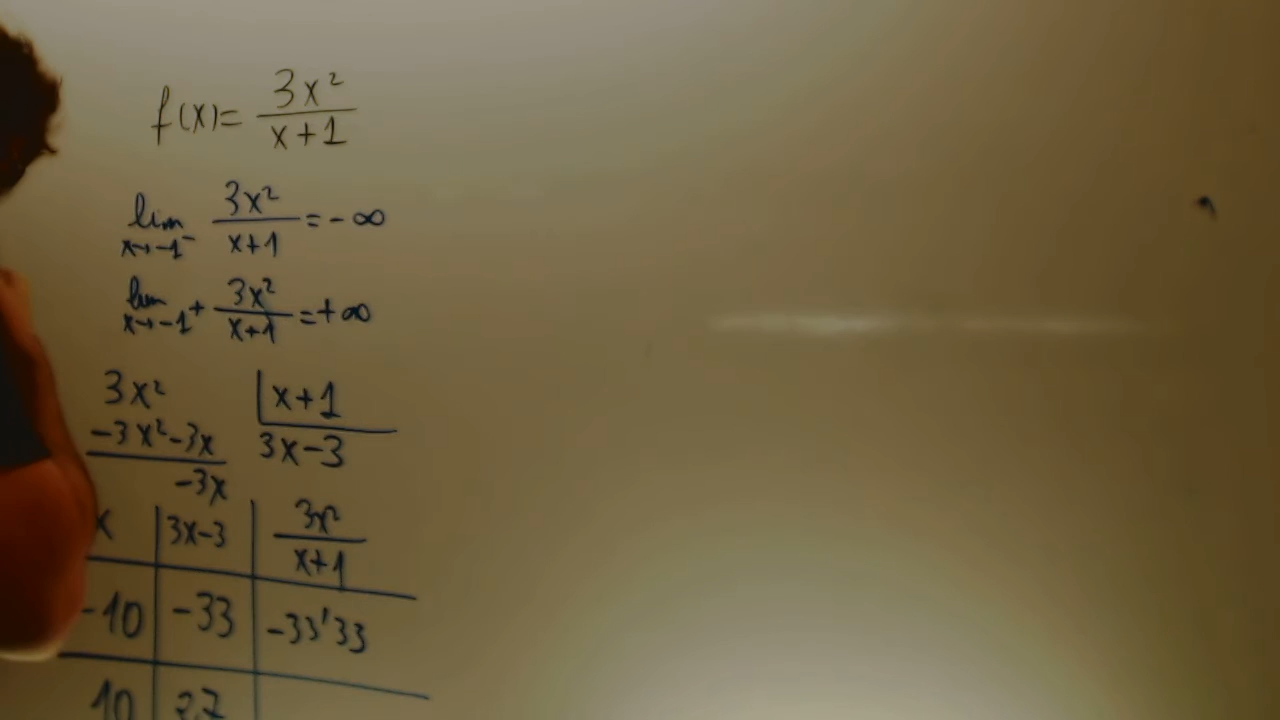 f(x)= 3x²/x+1
lim x→-1⁻ 3x²/x+1 = -∞
lim x→-1⁺ 3x²/x+1 = +∞
3x² |x+1
-3x²-3x 3x-3
-3x
x | 3x-3 | 3x²/x+1
-10 | -33 | -33'33
10 | 27